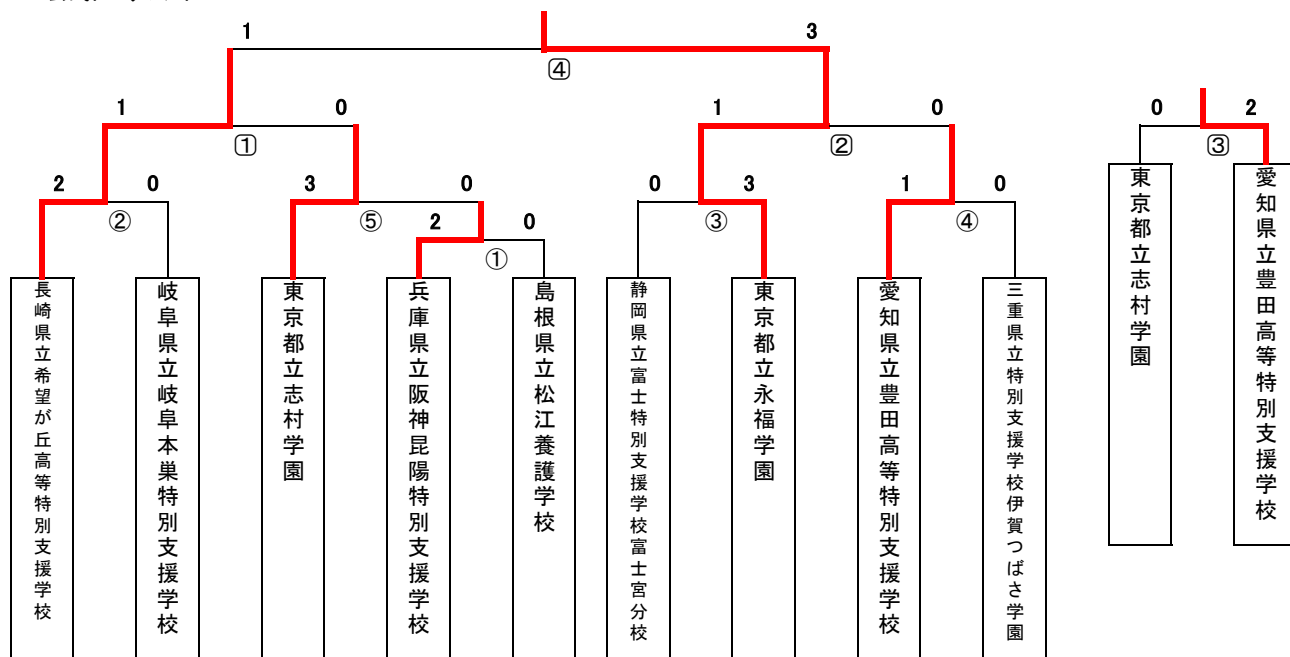 1 3
④
1 0 1 0 0 2
① ② ③
2 0 3 0 0 3 1 0
② ⑤ ③ ④
2 0
①
長崎県立希望が丘高等特別支援学校
岐阜県立岐阜本巣特別支援学校
東京都立志村学園
兵庫県立阪神昆陽特別支援学校
島根県立松江養護学校
静岡県立富士特別支援学校富士宮分校
東京都立永福学園
愛知県立豊田高等特別支援学校
三重県立特別支援学校伊賀つばさ学園
東京都立志村学園
愛知県立豊田高等特別支援学校